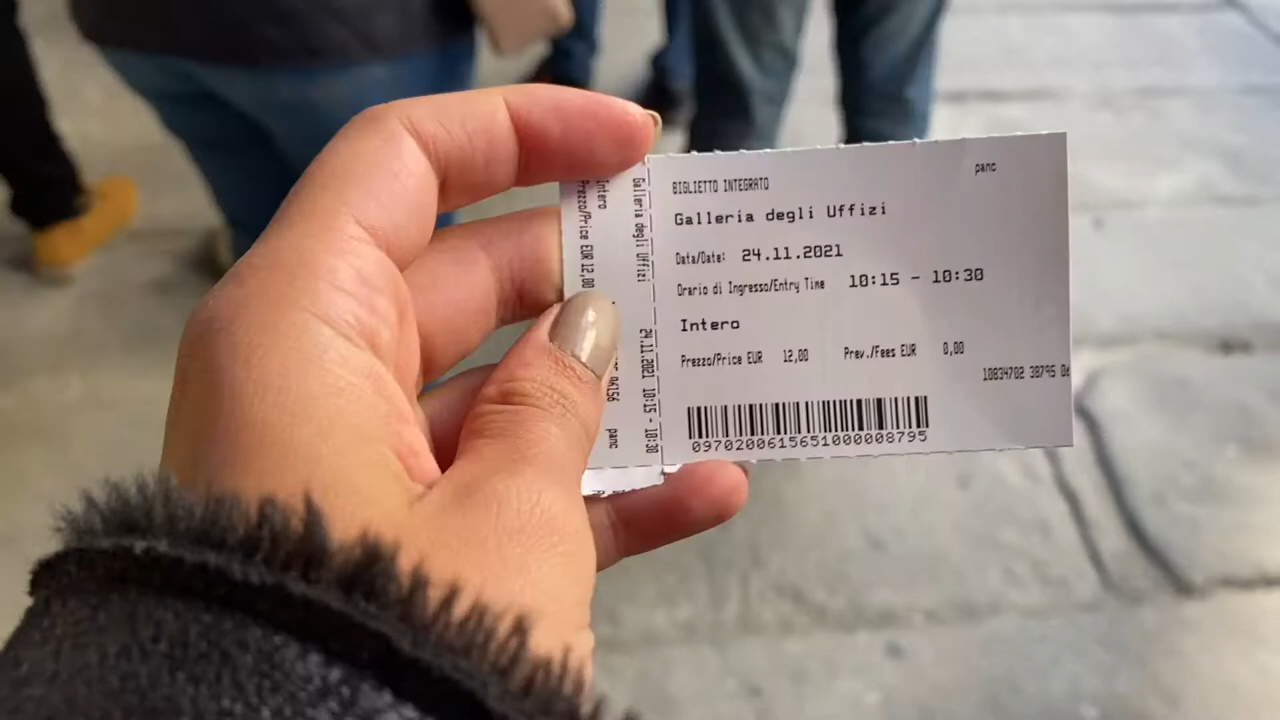 panc
BIGLIETTO INTEGRATO
Galleria degli Uffizi
Data/Date: 24.11.2021
Orario di Ingresso/Entry Time 10:15 - 10:30
Intero
Prezzo/Price EUR 12,00 Prev./Fees EUR 0,00
10834702 38795
0970200615651000008795
Galleria degli Uffizi 24.11.2021 10:15 - 10:30
Intero 06156 panc
Prezzo/Price EUR 12,00